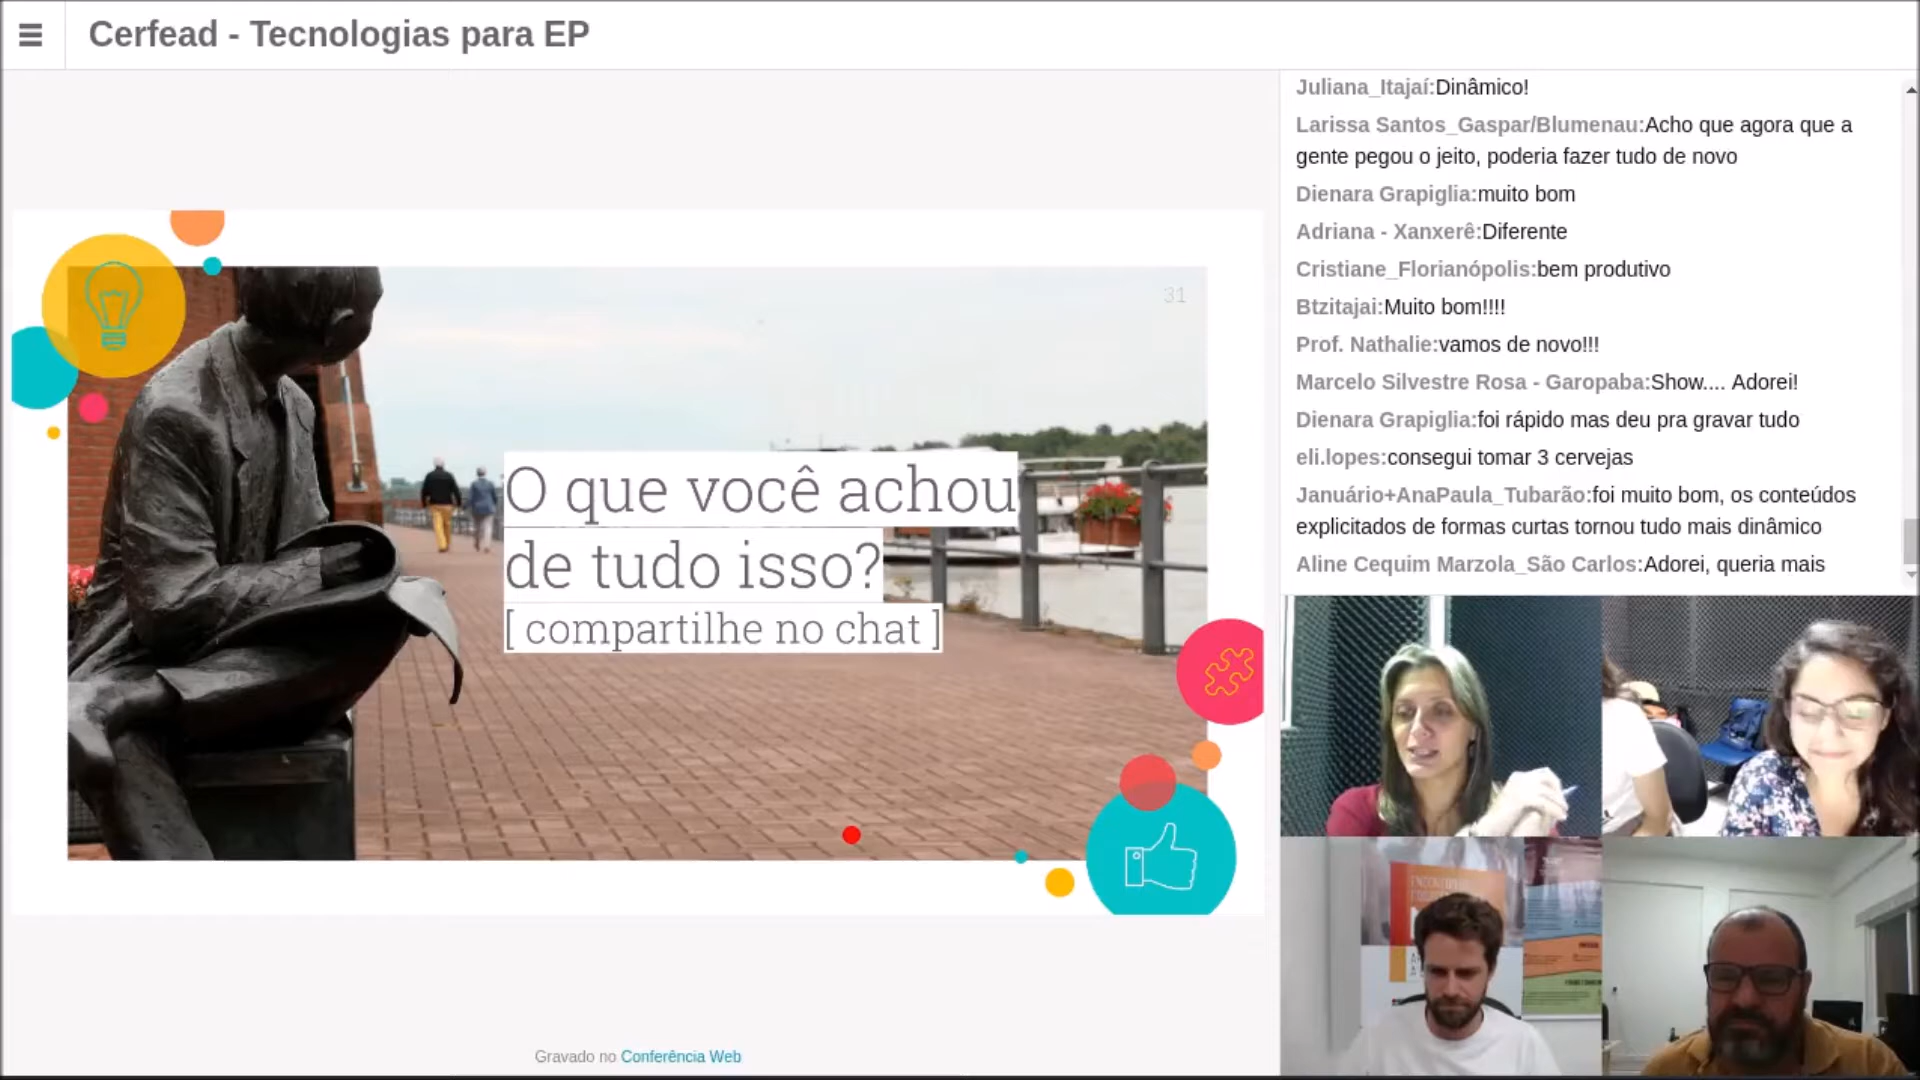 Cerfead - Tecnologias para EP
31
O que você achou
de tudo isso?
[ compartilhe no chat ]
Gravado no Conferência Web
Juliana_Itajaí:Dinâmico!
Larissa Santos_Gaspar/Blumenau:Acho que agora que a
gente pegou o jeito, poderia fazer tudo de novo
Dienara Grapiglia:muito bom
Adriana - Xanxerê:Diferente
Cristiane_Florianópolis:bem produtivo
Btzitajai:Muito bom!!!!
Prof. Nathalie:vamos de novo!!!
Marcelo Silvestre Rosa - Garopaba:Show.... Adorei!
Dienara Grapiglia:foi rápido mas deu pra gravar tudo
eli.lopes:consegui tomar 3 cervejas
Januário+AnaPaula_Tubarão:foi muito bom, os conteúdos
explicitados de formas curtas tornou tudo mais dinâmico
Aline Cequim Marzola_São Carlos:Adorei, queria mais